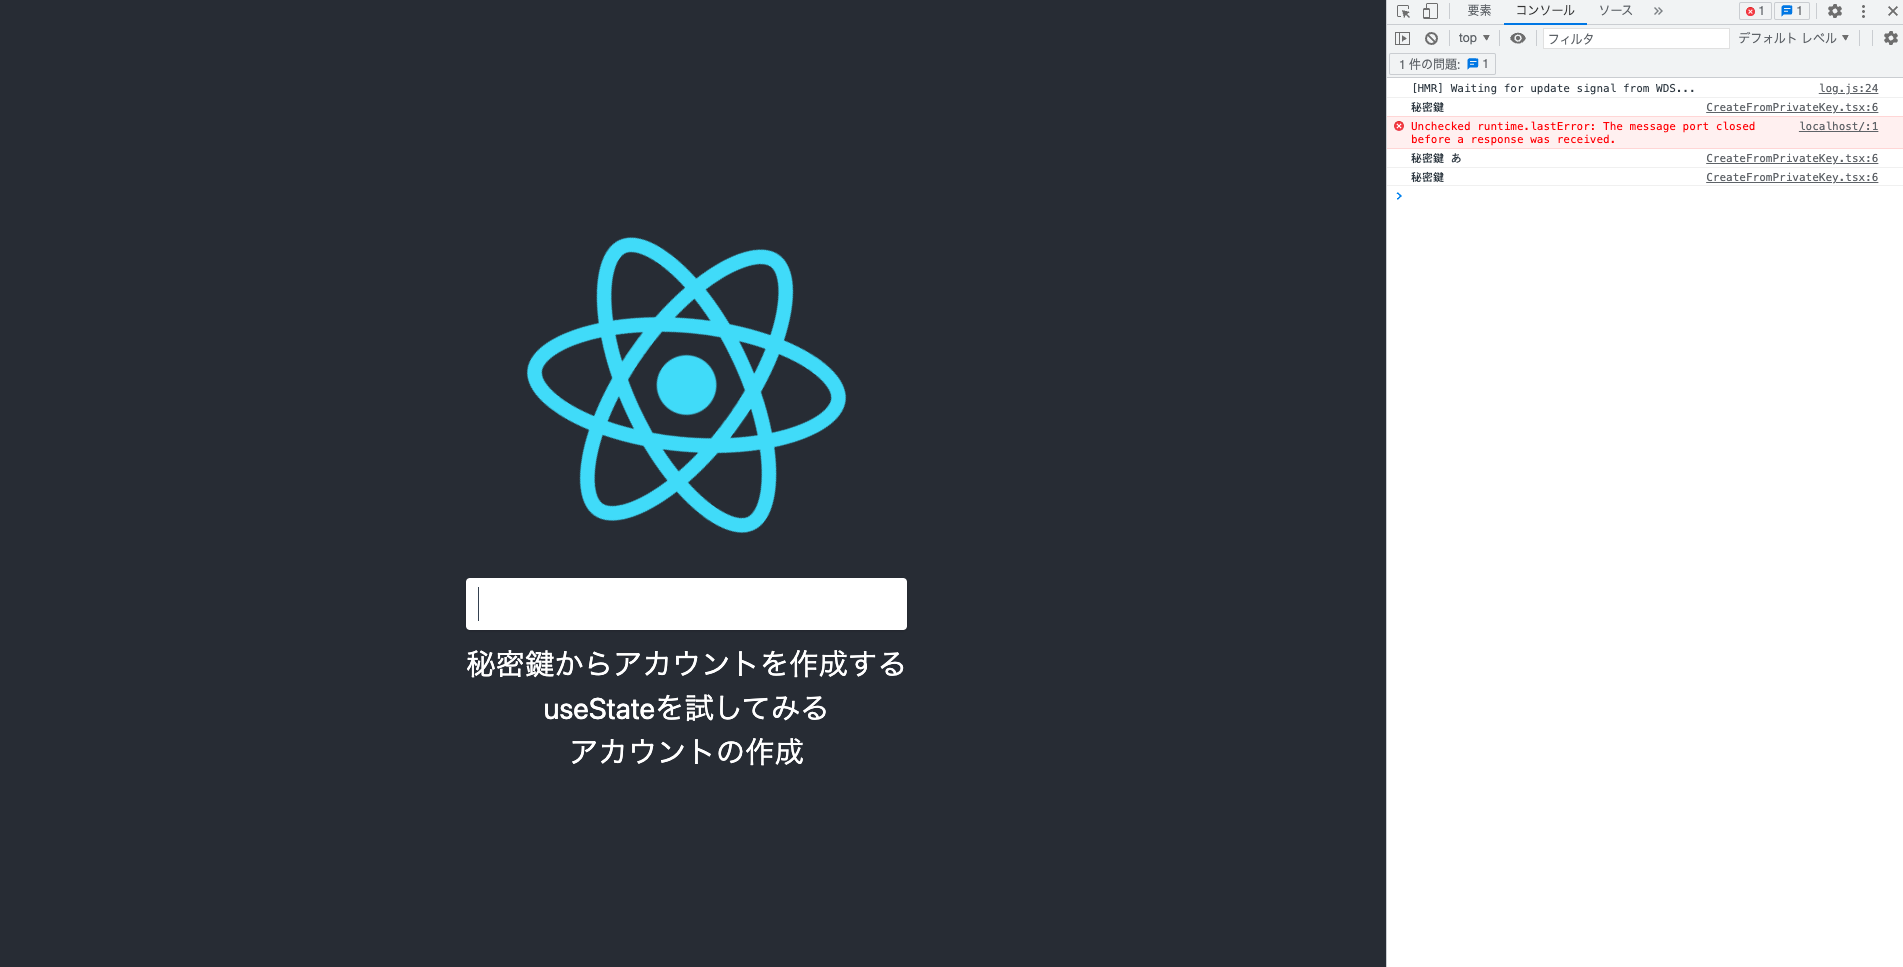 秘密鍵からアカウントを作成する
useStateを試してみる
アカウントの作成
要素 コンソール ソース » 1 1
top ▼ フィルタ デフォルト レベル ▼
1 件の問題: 1
[HMR] Waiting for update signal from WDS... log.js:24
秘密鍵 CreateFromPrivateKey.tsx:6
Unchecked runtime.lastError: The message port closed localhost/:1
before a response was received.
秘密鍵 あ CreateFromPrivateKey.tsx:6
秘密鍵 CreateFromPrivateKey.tsx:6